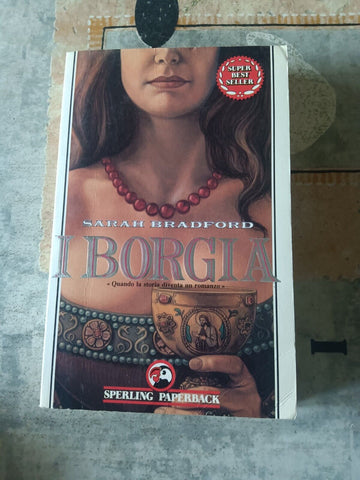 SUPER
BEST
SELLER
SARAH BRADFORD
I BORGIA
« Quando la storia diventa un romanzo »
SPERLING PAPERBACK